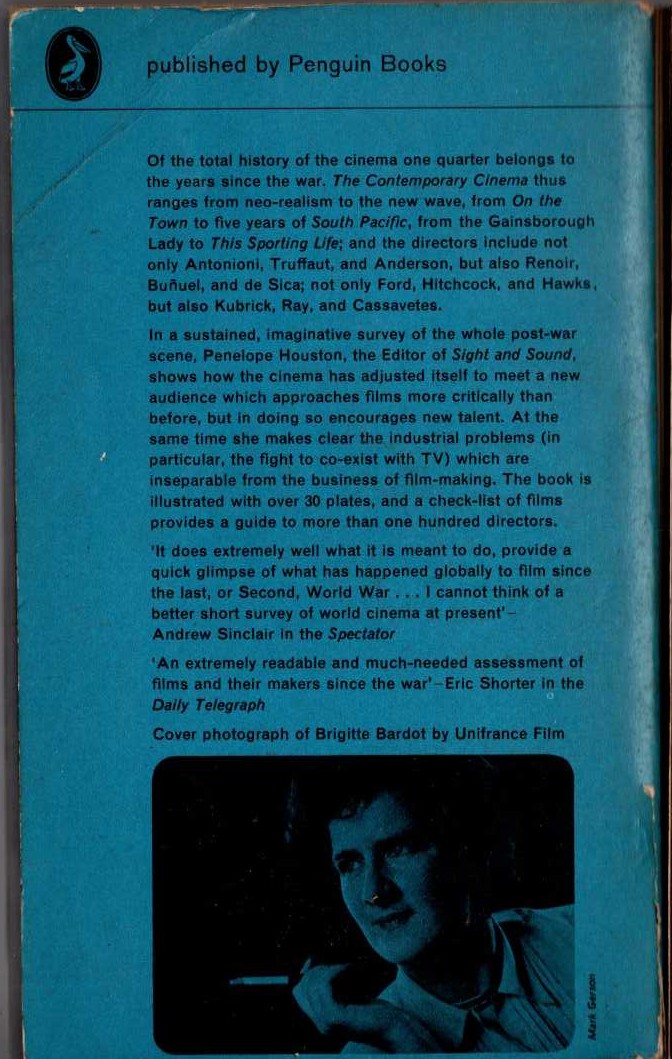 published by Penguin Books
Of the total history of the cinema one quarter belongs to
the years since the war. The Contemporary Cinema thus
ranges from neo-realism to the new wave, from On the
Town to five years of South Pacific, from the Gainsborough
Lady to This Sporting Life; and the directors include not
only Antonioni, Truffaut, and Anderson, but also Renoir,
Buñuel, and de Sica; not only Ford, Hitchcock, and Hawks,
but also Kubrick, Ray, and Cassavetes.
In a sustained, imaginative survey of the whole post-war
scene, Penelope Houston, the Editor of Sight and Sound,
shows how the cinema has adjusted itself to meet a new
audience which approaches films more critically than
before, but in doing so encourages new talent. At the
same time she makes clear the industrial problems (in
particular, the fight to co-exist with TV) which are
inseparable from the business of film-making. The book is
illustrated with over 30 plates, and a check-list of films
provides a guide to more than one hundred directors.
'It does extremely well what it is meant to do, provide a
quick glimpse of what has happened globally to film since
the last, or Second, World War . . . I cannot think of a
better short survey of world cinema at present'–
Andrew Sinclair in the Spectator
'An extremely readable and much-needed assessment of
films and their makers since the war'–Eric Shorter in the
Daily Telegraph
Cover photograph of Brigitte Bardot by Unifrance Film
Mark Gerson